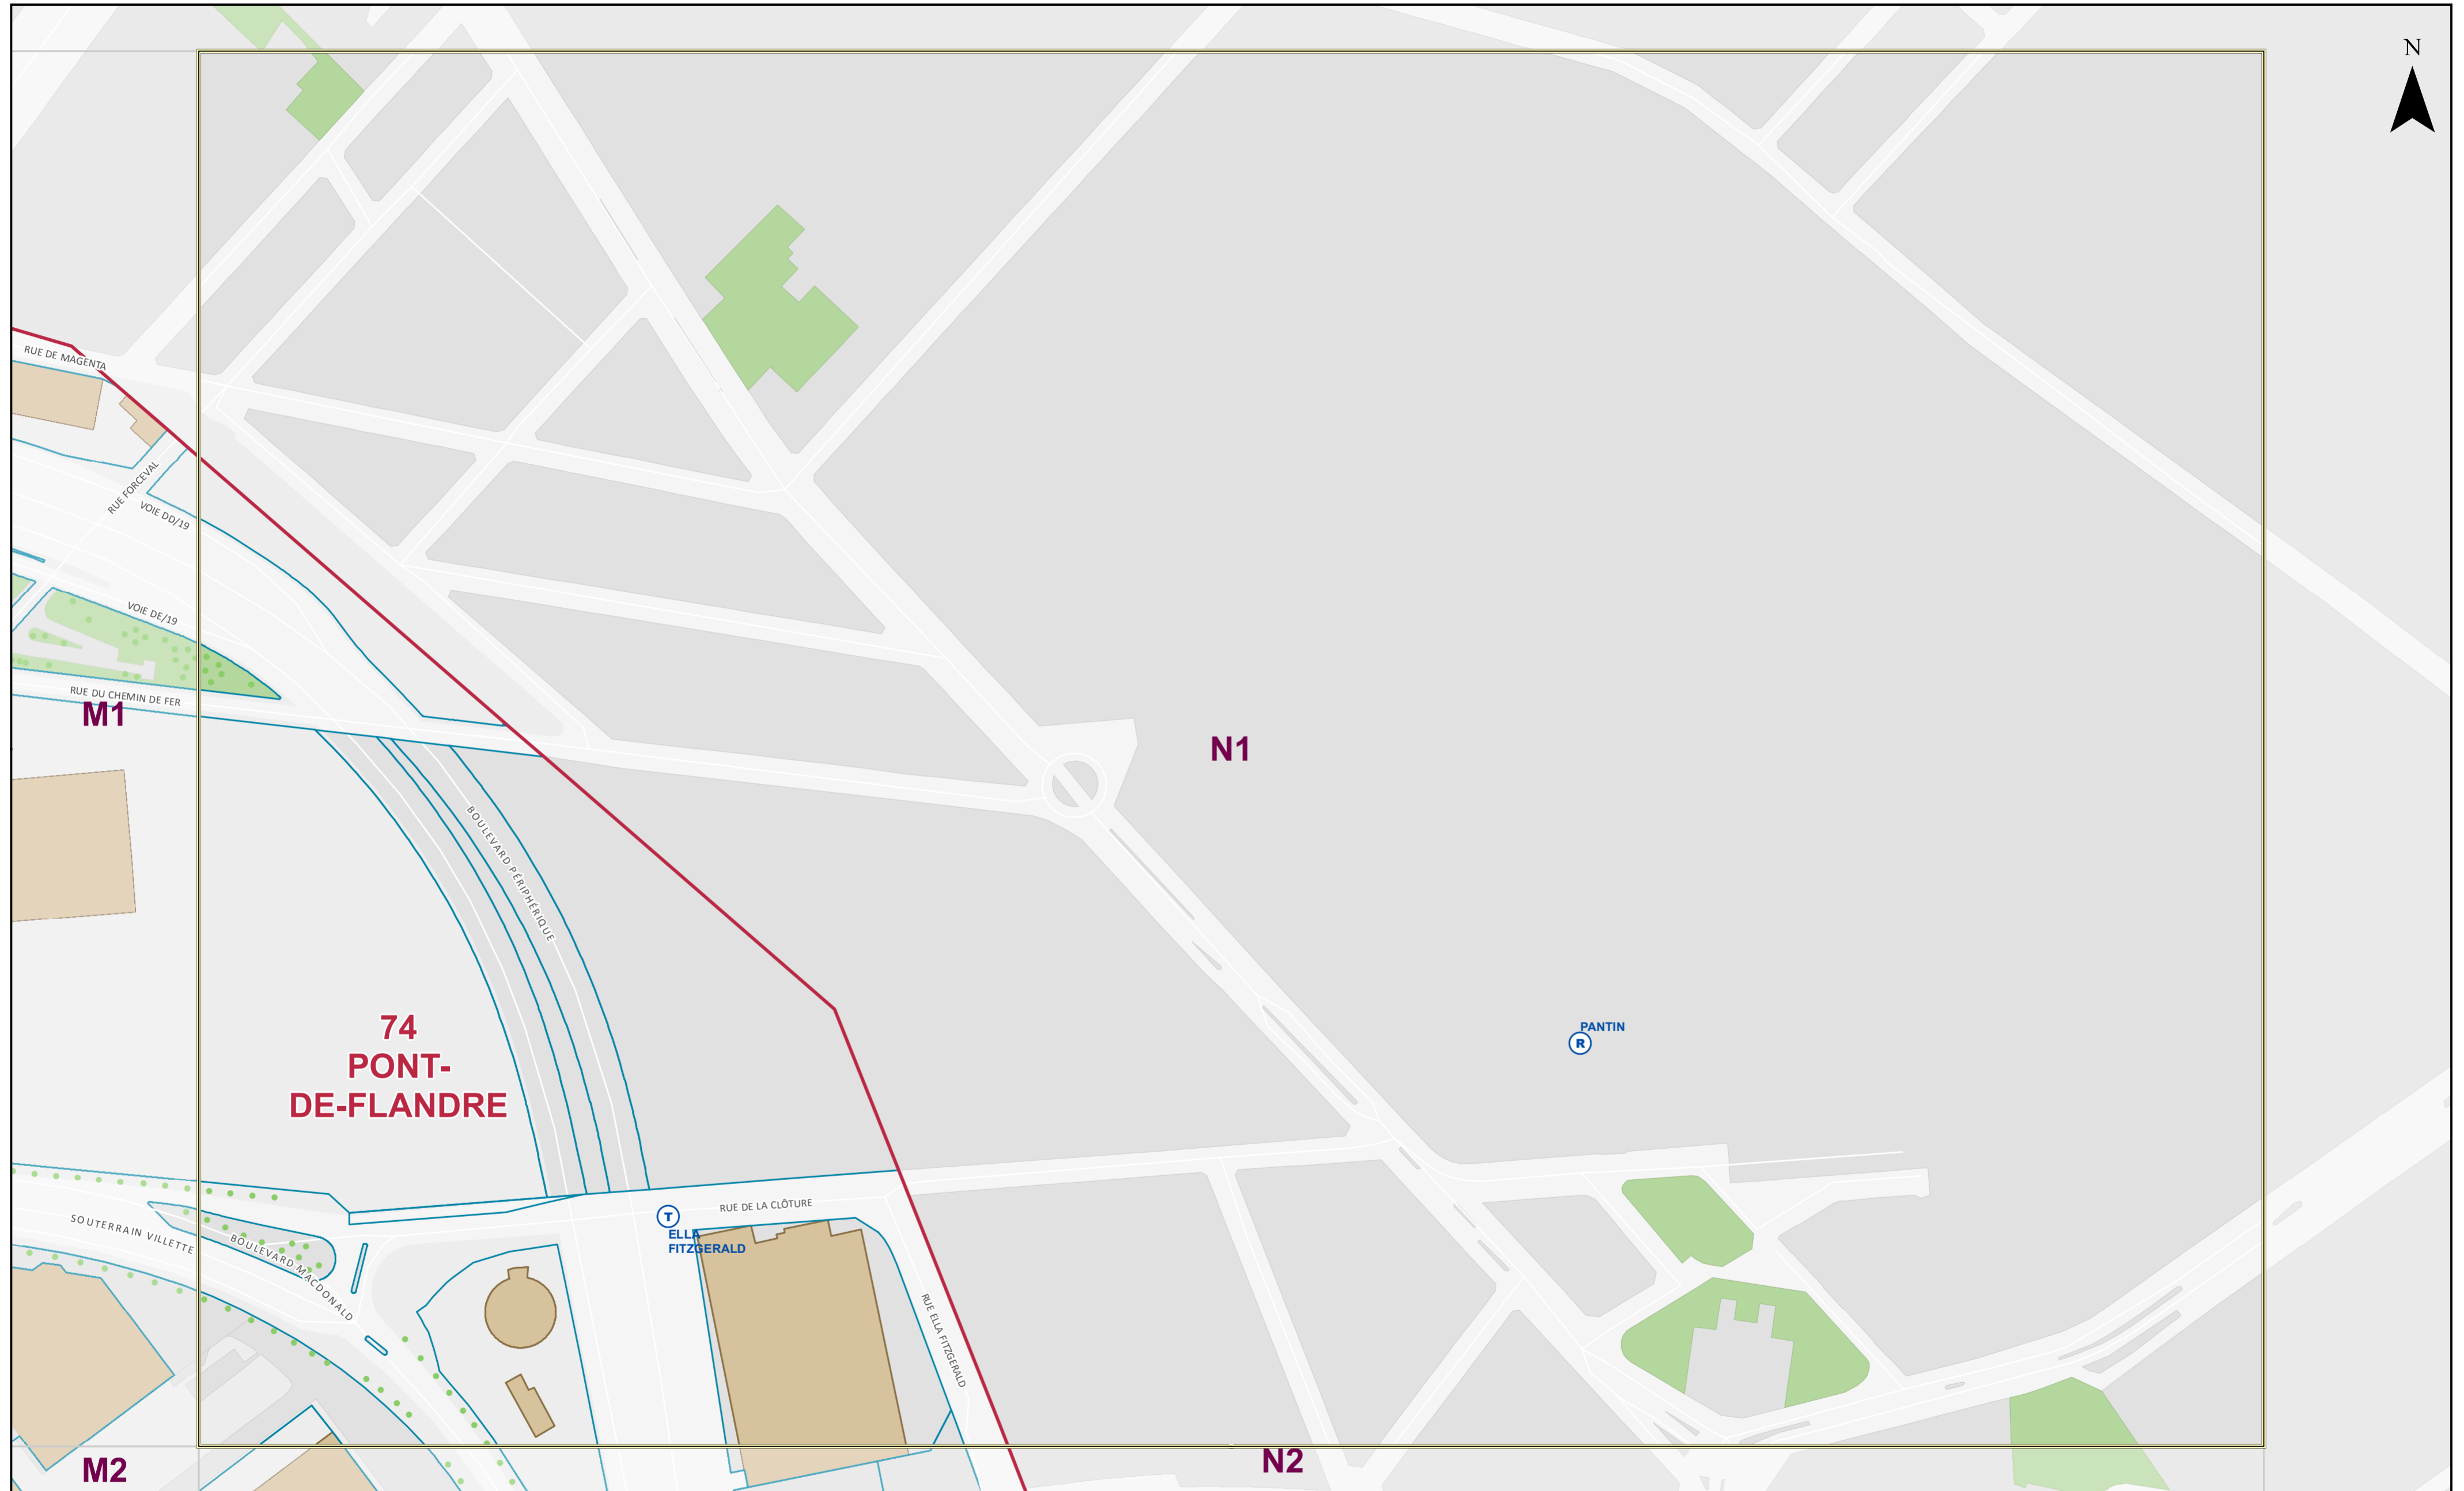 N
RUE DE MAGENTA
RUE FORCEVAL
VOIE DD/19
VOIE DE/19
RUE DU CHEMIN DE FER
M1
N1
BOULEVARD PÉRIPHÉRIQUE
74
PONT-
DE-FLANDRE
PANTIN
R
RUE DE LA CLÔTURE
T
ELLA
FITZGERALD
SOUTERRAIN VILLETTE
BOULEVARD MACDONALD
RUE ELLA FITZGERALD
M2
N2